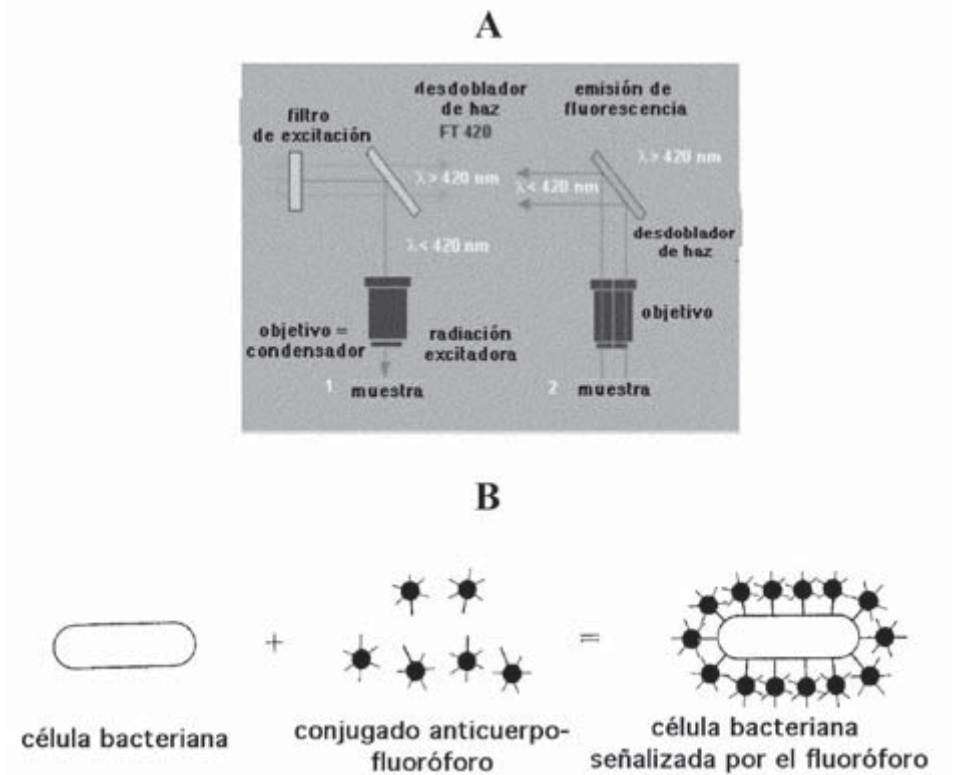 A
filtro
de excitación
desdoblador
de haz
FT 420
emisión de
fluorescencia
λ > 420 nm
λ < 420 nm
λ > 420 nm
λ < 420 nm
desdoblador
de haz
objetivo =
condensador
radiación
excitadora
objetivo
1
muestra
2
muestra
B
+
=
célula bacteriana
conjugado anticuerpo-
fluoróforo
célula bacteriana
señalizada por el fluoróforo